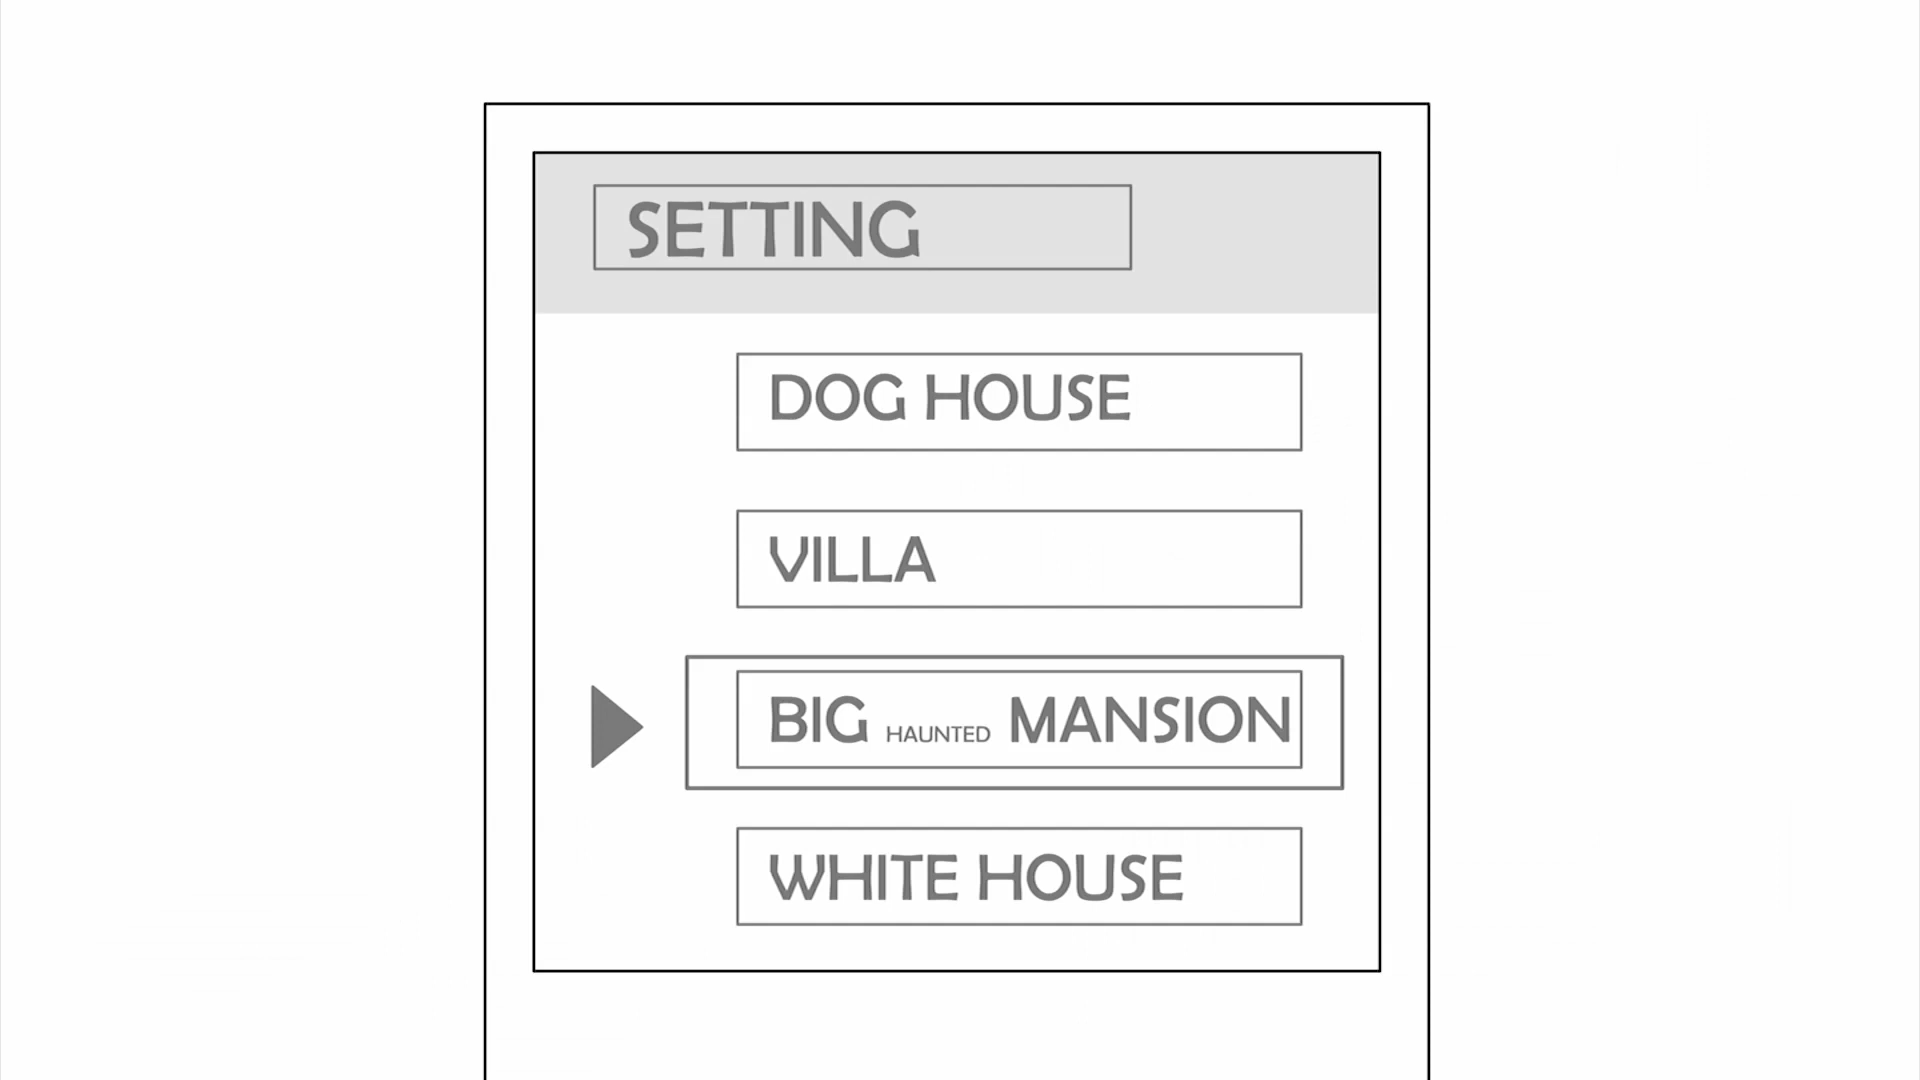 SETTING
DOG HOUSE
VILLA
BIG HAUNTED MANSION
WHITE HOUSE